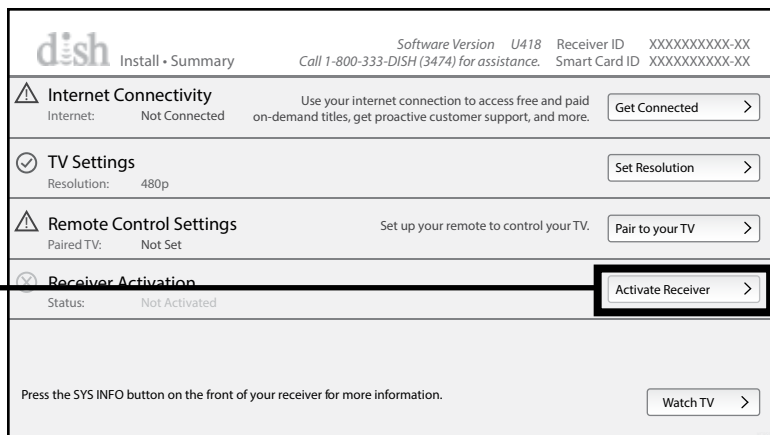 dish Install • Summary
Software Version U418 Receiver ID XXXXXXXXXX-XX
Call 1-800-333-DISH (3474) for assistance. Smart Card ID XXXXXXXXXX-XX
Internet Connectivity
Internet: Not Connected
Use your internet connection to access free and paid
on-demand titles, get proactive customer support, and more.
Get Connected
TV Settings
Resolution: 480p
Set Resolution
Remote Control Settings
Paired TV: Not Set
Set up your remote to control your TV.
Pair to your TV
Receiver Activation
Status: Not Activated
Activate Receiver
Press the SYS INFO button on the front of your receiver for more information.
Watch TV